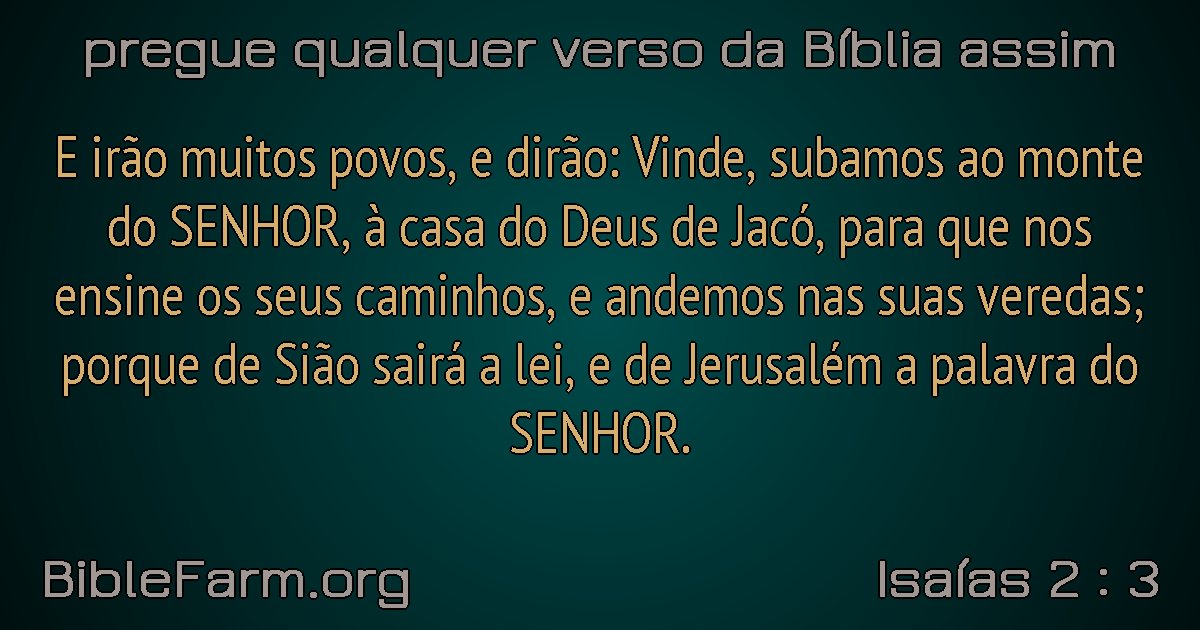 pregue qualquer verso da Bíblia assim
E irão muitos povos, e dirão: Vinde, subamos ao monte
do SENHOR, à casa do Deus de Jacó, para que nos
ensine os seus caminhos, e andemos nas suas veredas;
porque de Sião sairá a lei, e de Jerusalém a palavra do
SENHOR.
BibleFarm.org
Isaías 2 : 3